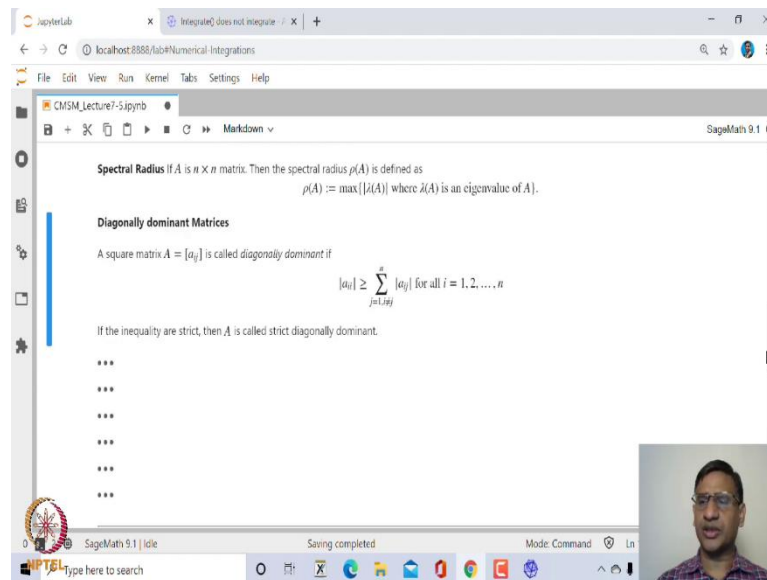 JupyterLab
Integrate() does not integrate - A
localhost:8888/lab#Numerical-Integrations
File Edit View Run Kernel Tabs Settings Help
CMSM_Lecture7-5.ipynb
Markdown
SageMath 9.1
Spectral Radius If A is n × n matrix. Then the spectral radius ρ(A) is defined as
ρ(A) := max{|λ(A)| where λ(A) is an eigenvalue of A}.
Diagonally dominant Matrices
A square matrix A = [a_ij] is called diagonally dominant if
|a_ii| ≥ ∑_{j=1,i≠j}^{n} |a_ij| for all i = 1, 2, …, n
If the inequality are strict, then A is called strict diagonally dominant.
•••
•••
•••
•••
•••
•••
0 SageMath 9.1 | Idle Saving completed Mode: Command Ln
NPTEL
Type here to search